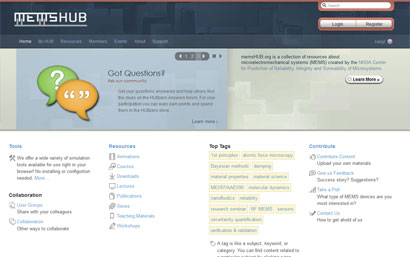 MEMSHUB
Search
Login
Register
Home
My HUB
Resources
Members
Events
About
Support
Help!
1 2 3
Got Questions?
Ask our community
Get your questions answered and help others find
the clues on the HUBzero Answers forum. For your
participation you can even earn points and spend
them in the HUBzero store.
Learn more ›
memsHUB.org is a collection of resources about
microelectromechanical systems (MEMS) created by the NNSA Center
for Prediction of Reliability, Integrity and Survivability of Microsystems.
Learn More
Tools
We offer a wide variety of simulation
tools available for use right in your
browser! No installing or configuration
needed. More.
Collaboration
User Groups
Share with your colleagues
Collaboration
Other ways to collaborate
Resources
Animations
Courses
Downloads
Lectures
Publications
Series
Teaching Materials
Workshops
Top Tags
1st principles
atomic force microscopy
Bayesian methods
damping
material properties
material science
molecular dynamics
nanofluidics
reliability
research seminar
RF MEMS
sensors
uncertainty quantification
verification & validation
A tag is like a subject, keyword, or
category. You can find content related to
Contribute
Contribute Content
Upload your own materials
Give us Feedback
Success story? Suggestions?
Take a Poll
What type of MEMS devices are you
most interested in?
Contact Us
How to get ahold of us